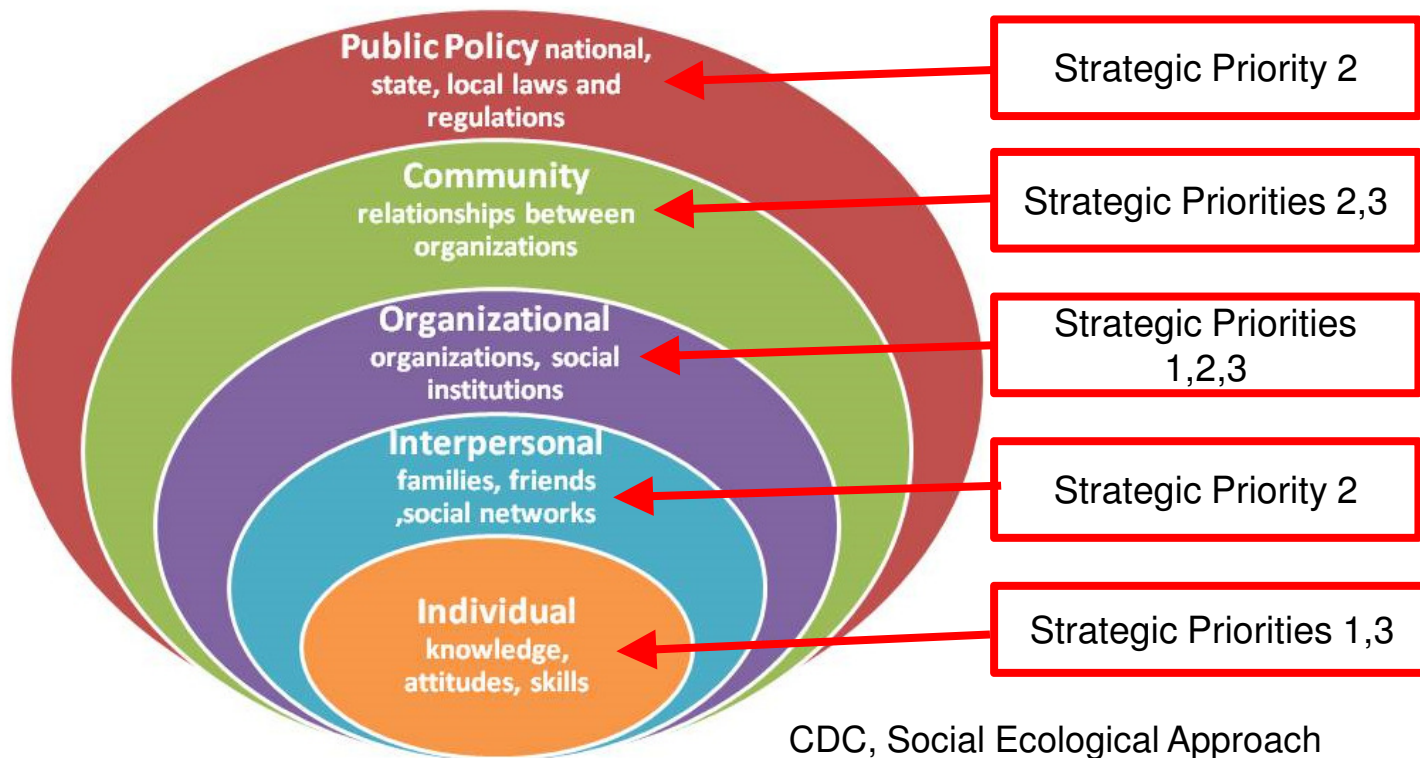 Public Policy national,
state, local laws and
regulations
Strategic Priority 2
Community
relationships between
organizations
Strategic Priorities 2,3
Organizational
organizations, social
institutions
Strategic Priorities
1,2,3
Interpersonal
families, friends
,social networks
Strategic Priority 2
Individual
knowledge,
attitudes, skills
Strategic Priorities 1,3
CDC, Social Ecological Approach